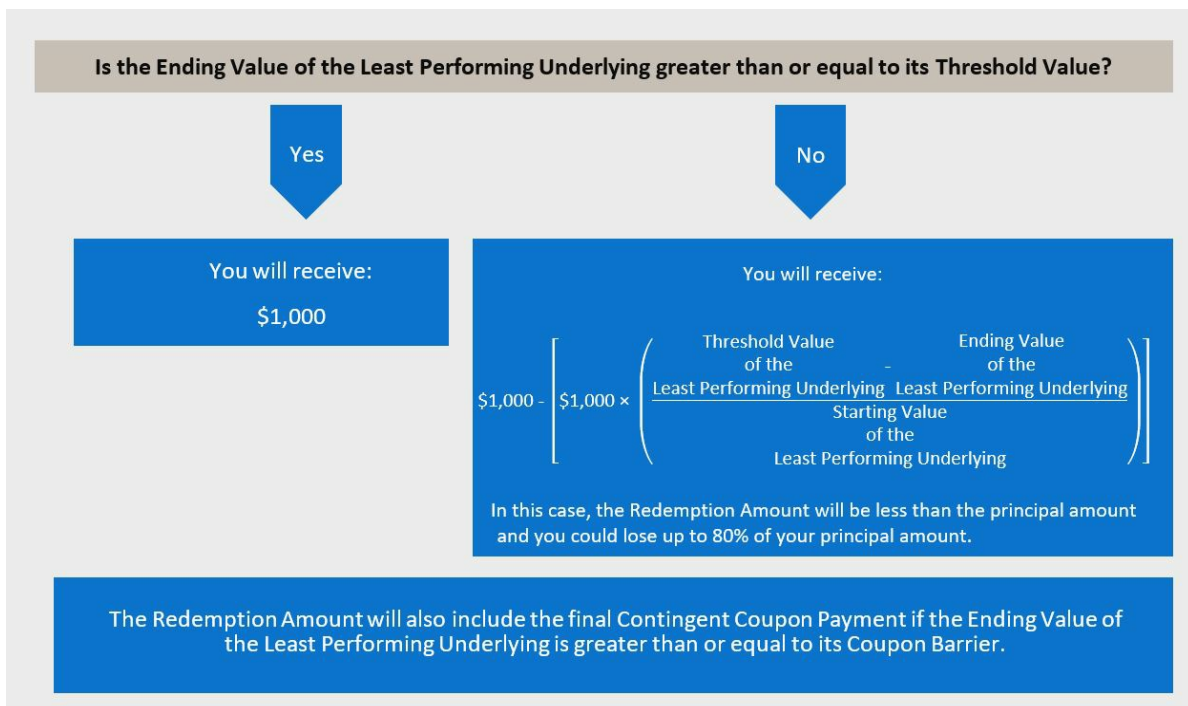 Is the Ending Value of the Least Performing Underlying greater than or equal to its Threshold Value?
Yes
No
You will receive:
$1,000
You will receive:
$1,000 - [$1,000 × (
Threshold Value
of the
Least Performing Underlying
-
Ending Value
of the
Least Performing Underlying
Starting Value
of the
Least Performing Underlying
)]
In this case, the Redemption Amount will be less than the principal amount
and you could lose up to 80% of your principal amount.
The Redemption Amount will also include the final Contingent Coupon Payment if the Ending Value of
the Least Performing Underlying is greater than or equal to its Coupon Barrier.